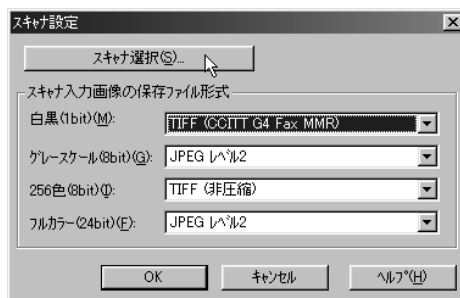 スキャナ設定
スキャナ選択(S)...
スキャナ入力画像の保存ファイル形式
白黒(1bit)(M): TIFF (CCITT G4 Fax MMR)
グレースケール(8bit)(G): JPEG レベル2
256色(8bit)(I): TIFF (非圧縮)
フルカラー(24bit)(F): JPEG レベル2
OK キャンセル ヘルプ(H)